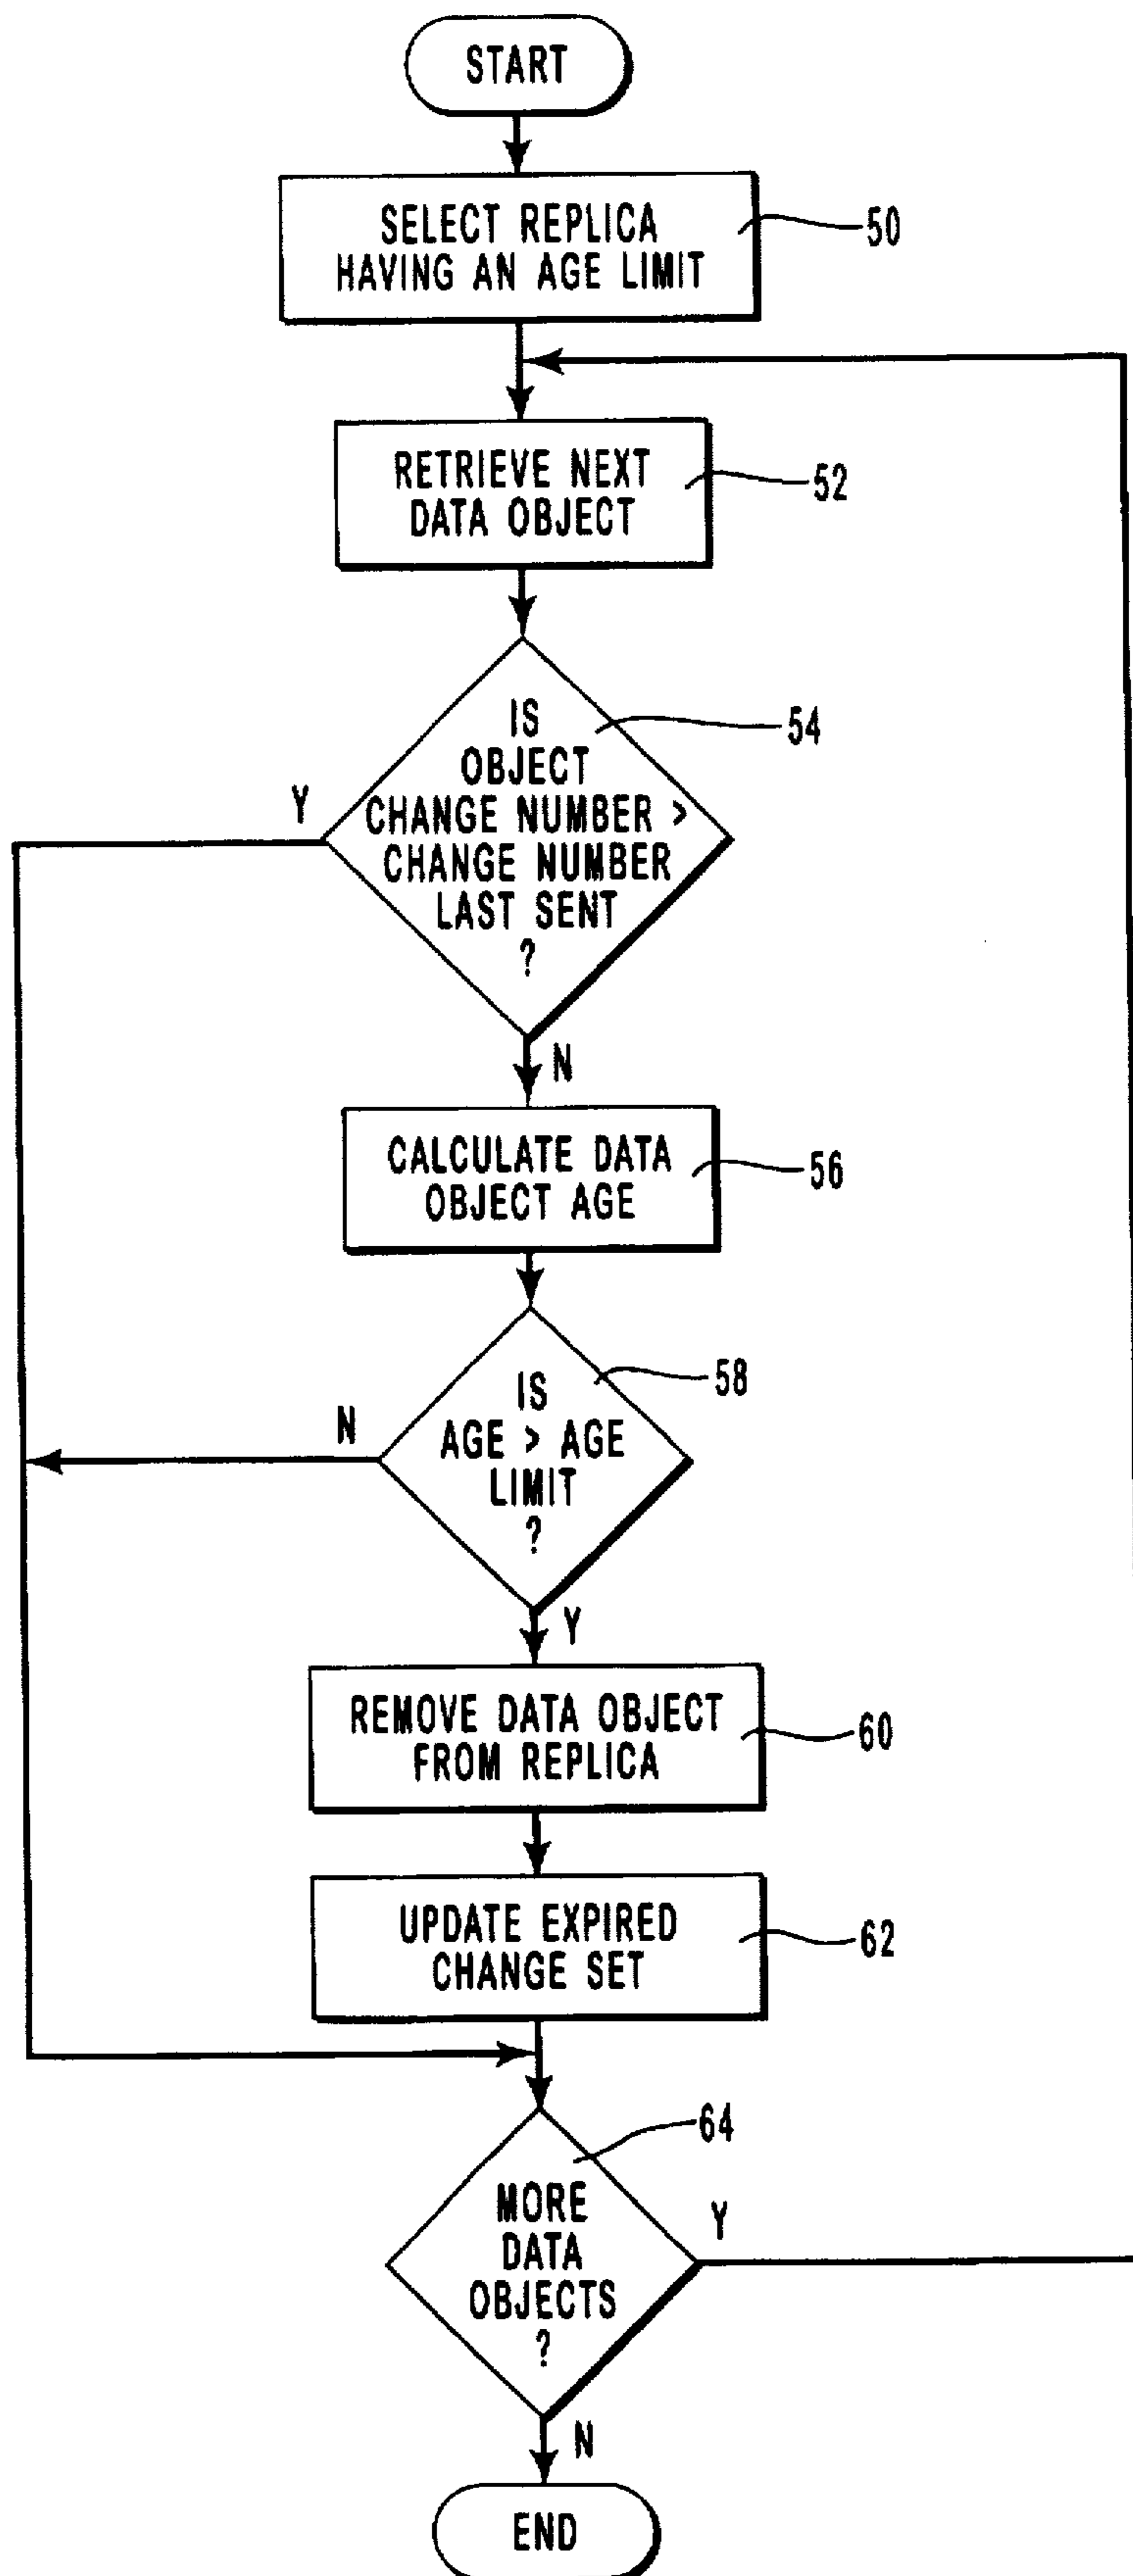 START
SELECT REPLICA
HAVING AN AGE LIMIT
50
RETRIEVE NEXT
DATA OBJECT
52
IS
OBJECT
CHANGE NUMBER >
CHANGE NUMBER
LAST SENT
?
54
Y
N
CALCULATE DATA
OBJECT AGE
56
IS
AGE > AGE
LIMIT
?
58
N
Y
REMOVE DATA OBJECT
FROM REPLICA
60
UPDATE EXPIRED
CHANGE SET
62
MORE
DATA
OBJECTS
?
64
Y
N
END